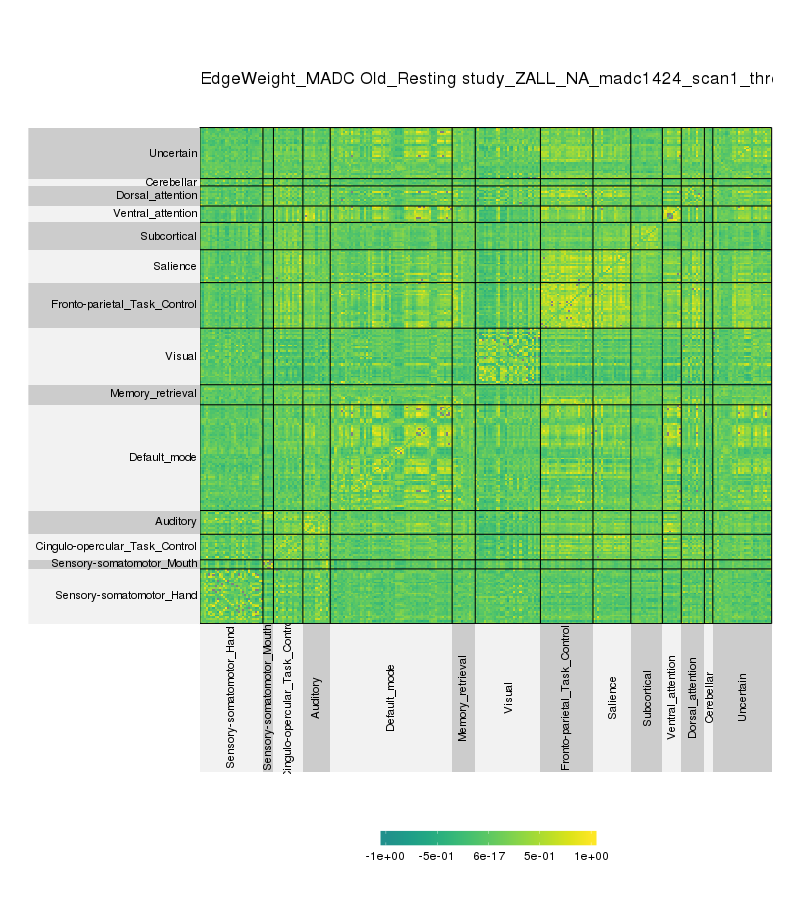 EdgeWeight_MADC Old_Resting study_ZALL_NA_madc1424_scan1_thr
Uncertain
Cerebellar
Dorsal_attention
Ventral_attention
Subcortical
Salience
Fronto-parietal_Task_Control
Visual
Memory_retrieval
Default_mode
Auditory
Cingulo-opercular_Task_Control
Sensory-somatomotor_Mouth
Sensory-somatomotor_Hand
Sensory-somatomotor_Hand
Sensory-somatomotor_Mouth
Cingulo-opercular_Task_Control
Auditory
Default_mode
Memory_retrieval
Visual
Fronto-parietal_Task_Control
Salience
Subcortical
Ventral_attention
Dorsal_attention
Cerebellar
Uncertain
-1e+00 -5e-01 6e-17 5e-01 1e+00